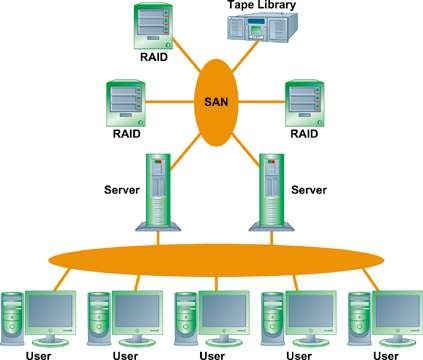 Tape Library
RAID
SAN
RAID
RAID
Server
Server
User
User
User
User
User